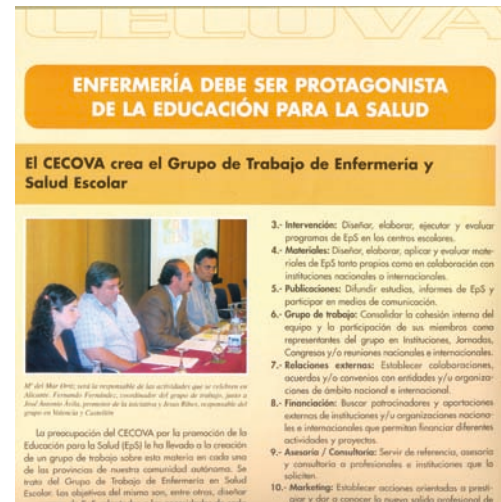 CECOVA
ENFERMERÍA DEBE SER PROTAGONISTA
DE LA EDUCACIÓN PARA LA SALUD
El CECOVA crea el Grupo de Trabajo de Enfermería y
Salud Escolar
Mª del Mar Ortiz será la responsable de las actividades que se celebren en
Alicante. Fernando Fernández, coordinador del grupo de trabajo, junto a
José Antonio Ávila, promotor de la iniciativa y Jesús Ribes, responsable del
grupo en Valencia y Castellón
La preocupación del CECOVA por la promoción de la
Educación para la Salud (EpS) le ha llevado a la creación
de un grupo de trabajo sobre esta materia en cada una
de las provincias de nuestra comunidad autónoma. Se
trata del Grupo de Trabajo de Enfermería en Salud
Escolar. Los objetivos del mismo son, entre otros, diseñar
3.- Intervención: Diseñar, elaborar, ejecutar y evaluar
programas de EpS en los centros escolares.
4.- Materiales: Diseñar, elaborar, aplicar y evaluar mate-
riales de EpS tanto propios como en colaboración con
instituciones nacionales o internacionales.
5.- Publicaciones: Difundir estudios, informes de EpS y
participar en medios de comunicación.
6.- Grupo de trabajo: Consolidar la cohesión interna del
equipo y la participación de sus miembros como
representantes del grupo en Instituciones, Jornadas,
Congresos y/o reuniones nacionales e internacionales.
7.- Relaciones externas: Establecer colaboraciones,
acuerdos y/o convenios con entidades y/u organiza-
ciones de ámbito nacional e internacional.
8.- Financiación: Buscar patrocinadores y aportaciones
externas de instituciones y/u organizaciones naciona-
les e internacionales que permitan financiar diferentes
actividades y proyectos.
9.- Asesoría / Consultoría: Servir de referencia, asesoría
y consultoría a profesionales e instituciones que la
soliciten.
10.- Marketing: Establecer acciones orientadas a presti-
giar y dar a conocer la nueva salida profesional de